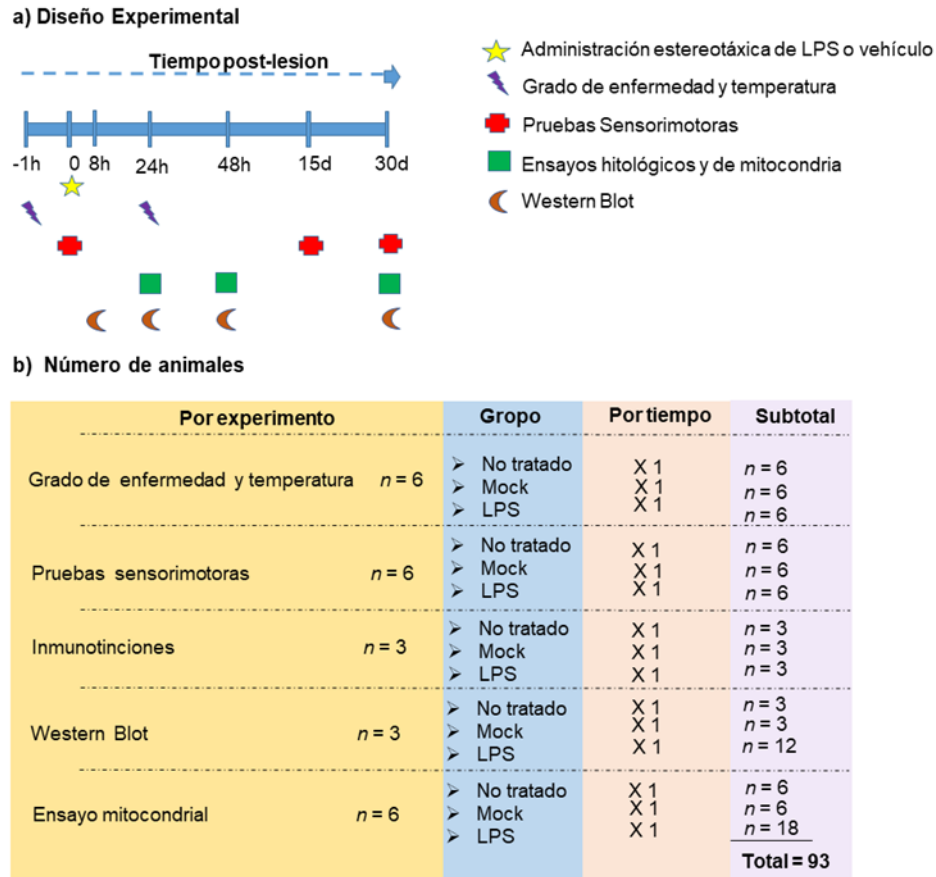 a) Diseño Experimental
Tiempo post-lesion
-1h 0 8h 24h 48h 15d 30d
Administración estereotáxica de LPS o vehículo
Grado de enfermedad y temperatura
Pruebas Sensorimotoras
Ensayos hitológicos y de mitocondria
Western Blot
b) Número de animales
Por experimento Gropo Por tiempo Subtotal
Grado de enfermedad y temperatura n = 6
➢ No tratado X 1 n = 6
➢ Mock X 1 n = 6
➢ LPS X 1 n = 6
Pruebas sensorimotoras n = 6
➢ No tratado X 1 n = 6
➢ Mock X 1 n = 6
➢ LPS X 1 n = 6
Inmunotinciones n = 3
➢ No tratado X 1 n = 3
➢ Mock X 1 n = 3
➢ LPS X 1 n = 3
Western Blot n = 3
➢ No tratado X 1 n = 3
➢ Mock X 1 n = 3
➢ LPS X 1 n = 12
Ensayo mitocondrial n = 6
➢ No tratado X 1 n = 6
➢ Mock X 1 n = 6
➢ LPS X 1 n = 18
Total = 93